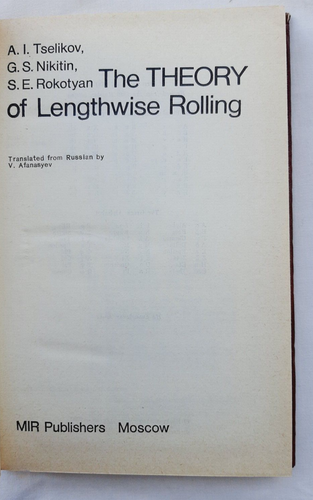 A. I. Tselikov,
G. S. Nikitin,
S. E. Rokotyan The THEORY
of Lengthwise Rolling
Translated from Russian by
V. Afanasyev
MIR Publishers Moscow